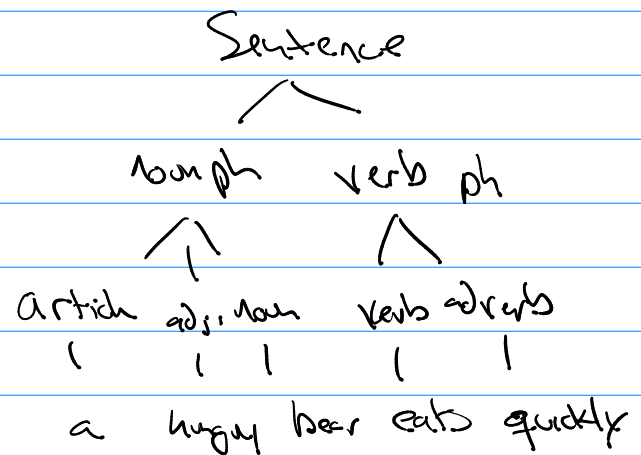 Sentence
noun ph verb ph
article adj. noun verb adverb
a hungry bear eats quickly